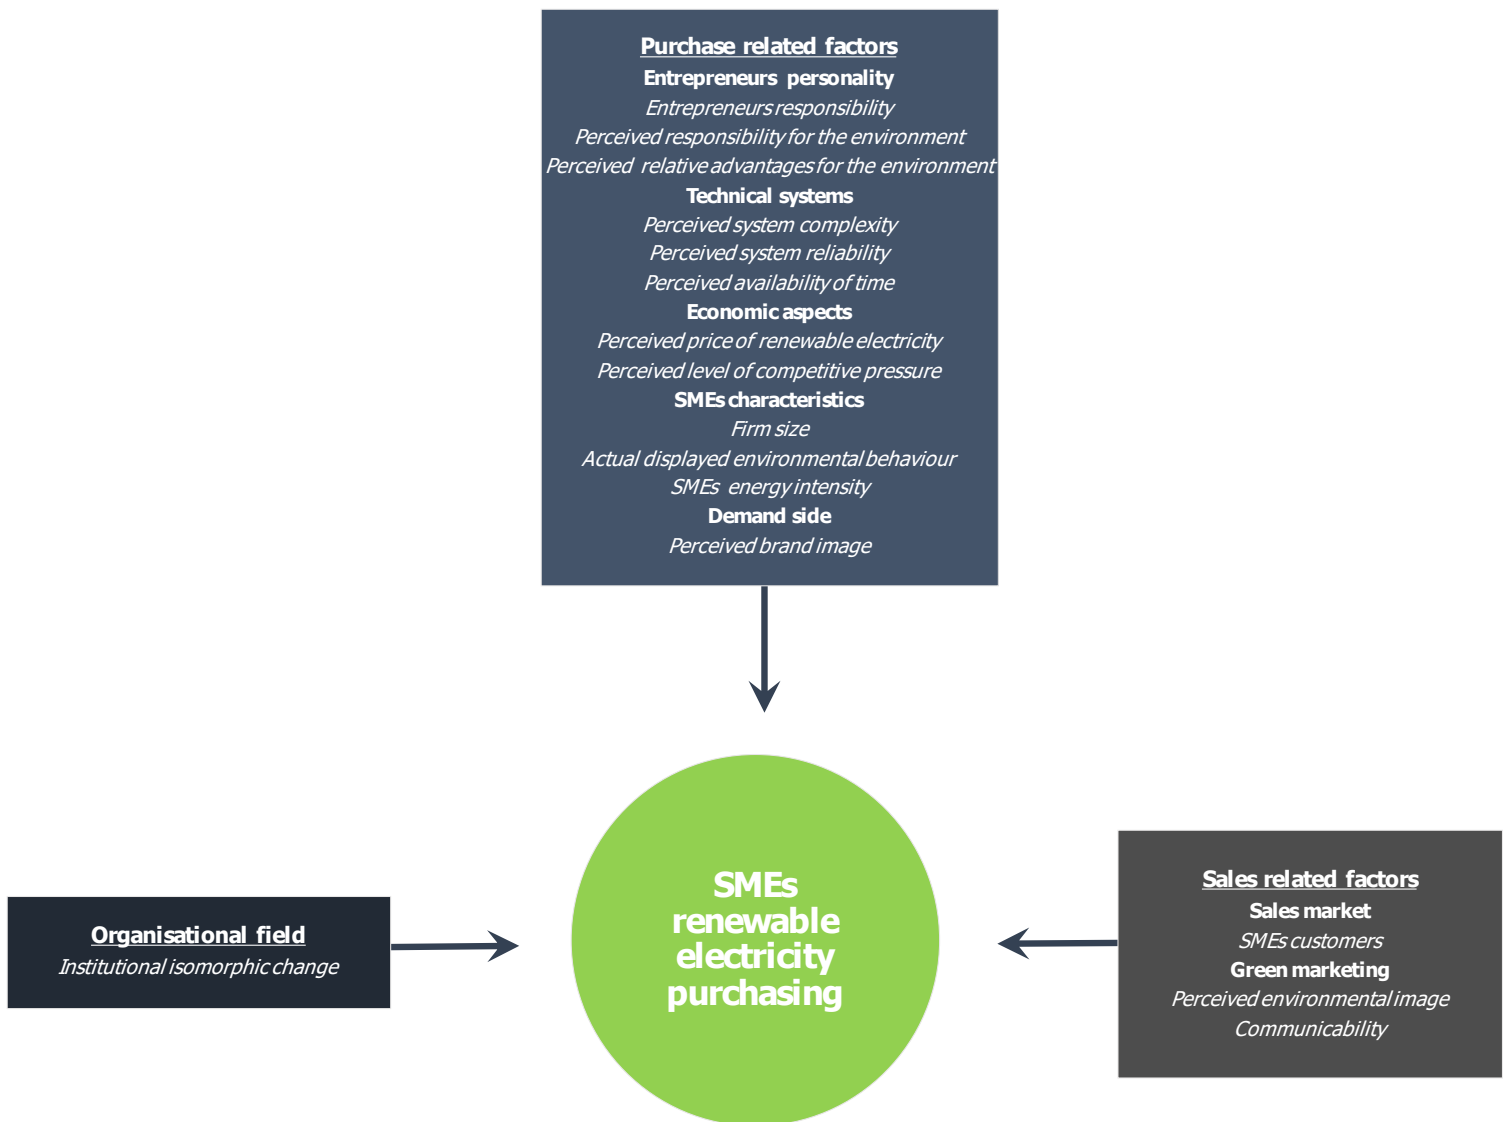 Purchase related factors
Entrepreneurs personality
Entrepreneurs responsibility
Perceived responsibility for the environment
Perceived relative advantages for the environment
Technical systems
Perceived system complexity
Perceived system reliability
Perceived availability of time
Economic aspects
Perceived price of renewable electricity
Perceived level of competitive pressure
SMEs characteristics
Firm size
Actual displayed environmental behaviour
SMEs energy intensity
Demand side
Perceived brand image
Organisational field
Institutional isomorphic change
SMEs
renewable
electricity
purchasing
Sales related factors
Sales market
SMEs customers
Green marketing
Perceived environmental image
Communicability